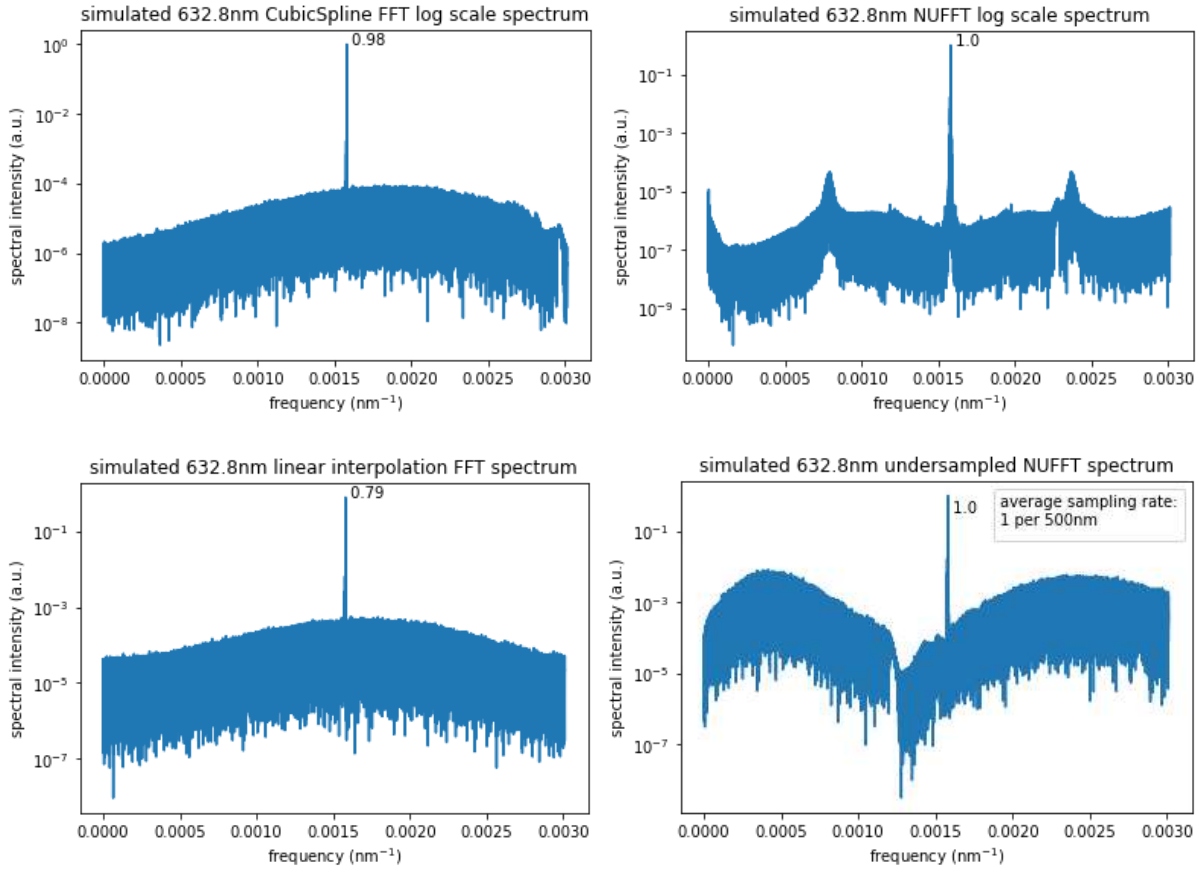 simulated 632.8nm CubicSpline FFT log scale spectrum
0.98
10⁰
10⁻²
10⁻⁴
10⁻⁶
10⁻⁸
spectral intensity (a.u.)
0.0000 0.0005 0.0010 0.0015 0.0020 0.0025 0.0030
frequency (nm⁻¹)
simulated 632.8nm NUFFT log scale spectrum
1.0
10⁻¹
10⁻³
10⁻⁵
10⁻⁷
10⁻⁹
spectral intensity (a.u.)
0.0000 0.0005 0.0010 0.0015 0.0020 0.0025 0.0030
frequency (nm⁻¹)
simulated 632.8nm linear interpolation FFT spectrum
0.79
10⁻¹
10⁻³
10⁻⁵
10⁻⁷
spectral intensity (a.u.)
0.0000 0.0005 0.0010 0.0015 0.0020 0.0025 0.0030
frequency (nm⁻¹)
simulated 632.8nm undersampled NUFFT spectrum
average sampling rate:
1 per 500nm
1.0
10⁻¹
10⁻³
10⁻⁵
10⁻⁷
spectral intensity (a.u.)
0.0000 0.0005 0.0010 0.0015 0.0020 0.0025 0.0030
frequency (nm⁻¹)